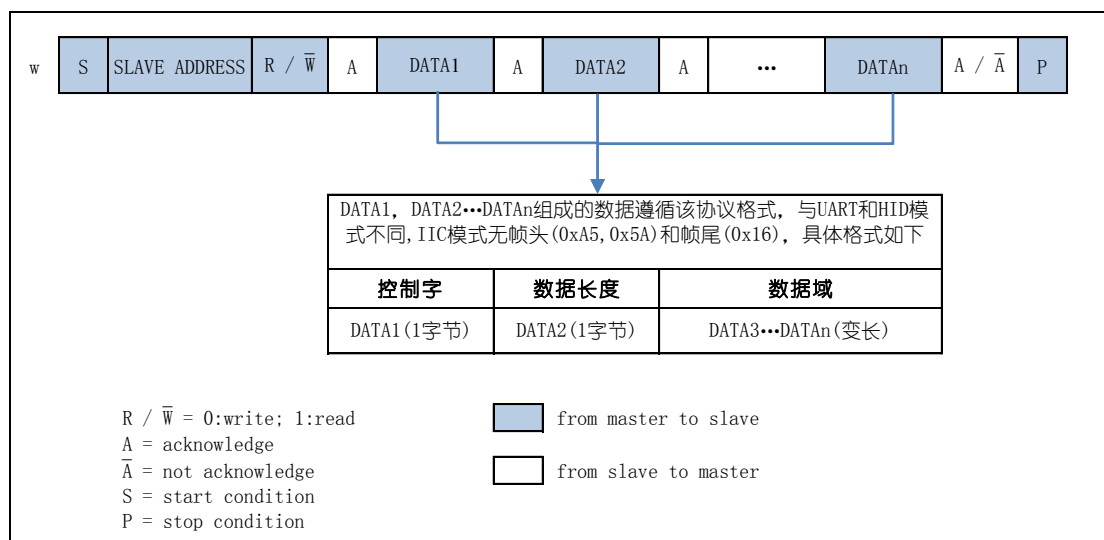 w S SLAVE ADDRESS R / W̅ A DATA1 A DATA2 A ••• DATAn A / A̅ P
DATA1, DATA2•••DATAn组成的数据遵循该协议格式，与UART和HID模
式不同,IIC模式无帧头(0xA5,0x5A)和帧尾(0x16)，具体格式如下
控制字 数据长度 数据域
DATA1(1字节) DATA2(1字节) DATA3•••DATAn(变长)
R / W̅ = 0:write; 1:read
from master to slave
A = acknowledge
A̅ = not acknowledge
from slave to master
S = start condition
P = stop condition